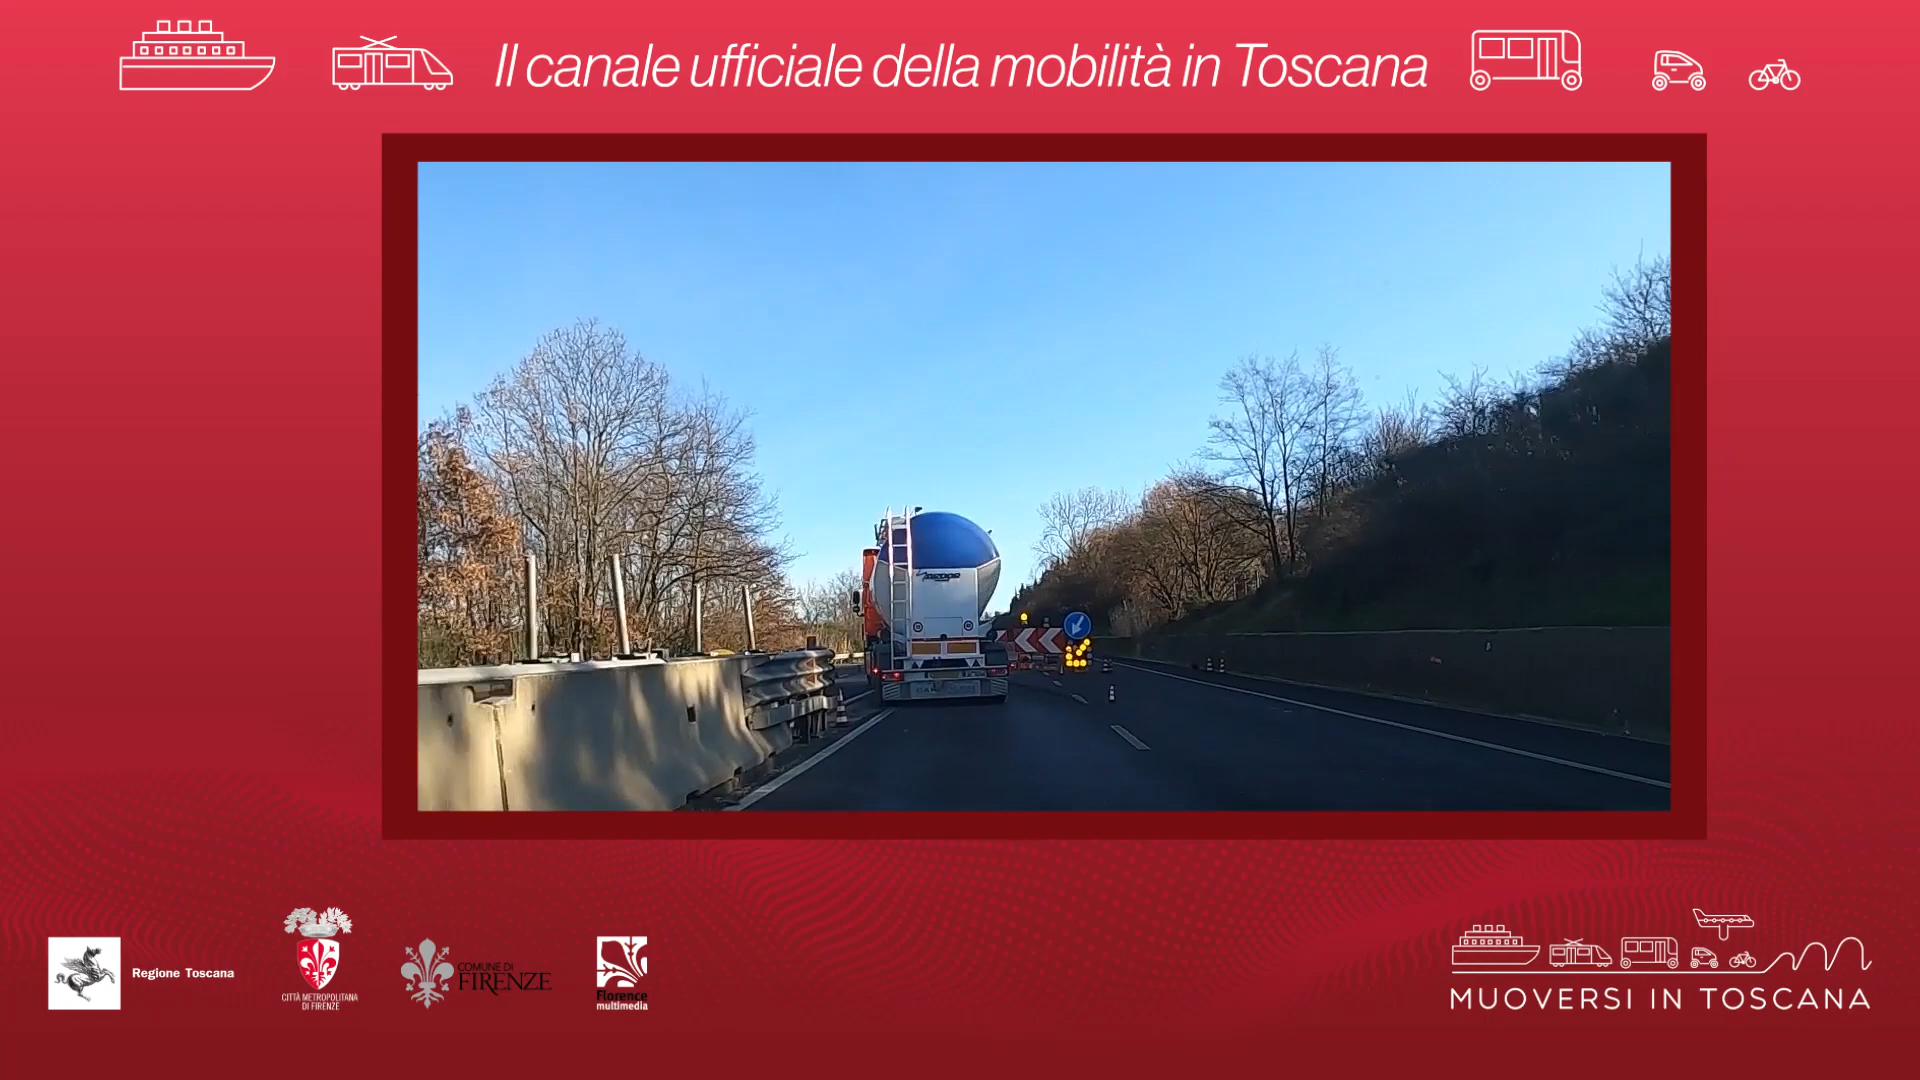 Il canale ufficiale della mobilità in Toscana
Regione Toscana
CITTÀ METROPOLITANA
DI FIRENZE
COMUNE DI
FIRENZE
Florence
multimedia
MUOVERSI IN TOSCANA